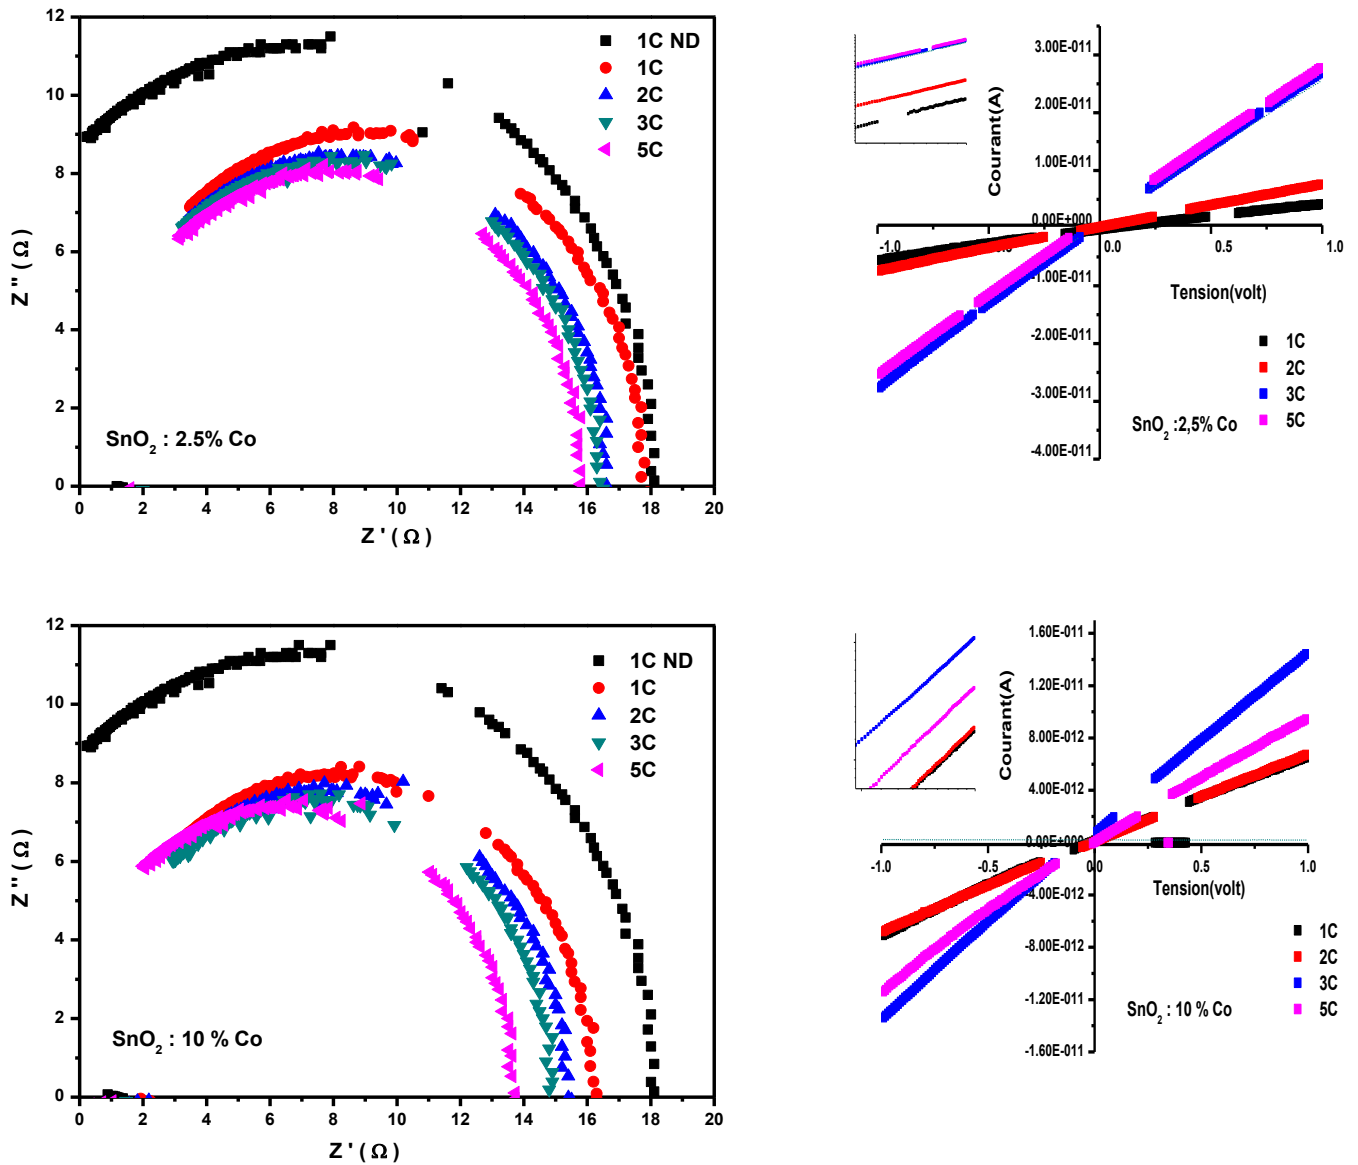 12
10
8
6
4
2
0
Z'' ( Ω )
1C ND
1C
2C
3C
5C
SnO2 : 2.5% Co
0 2 4 6 8 10 12 14 16 18 20
Z' ( Ω )
3.00E-011
2.00E-011
1.00E-011
0.00E+000
-1.00E-011
-2.00E-011
-3.00E-011
-4.00E-011
Courant(A)
-1.0 0.0 0.5 1.0
Tension(volt)
1C
2C
3C
5C
SnO2 :2,5% Co
12
10
8
6
4
2
0
Z'' ( Ω )
1C ND
1C
2C
3C
5C
SnO2 : 10 % Co
0 2 4 6 8 10 12 14 16 18 20
Z' ( Ω )
1.60E-011
1.20E-011
8.00E-012
4.00E-012
0.00E+000
-4.00E-012
-8.00E-012
-1.20E-011
-1.60E-011
Courant(A)
-1.0 -0.5 0.0 0.5 1.0
Tension(volt)
1C
2C
3C
5C
SnO2 : 10 % Co